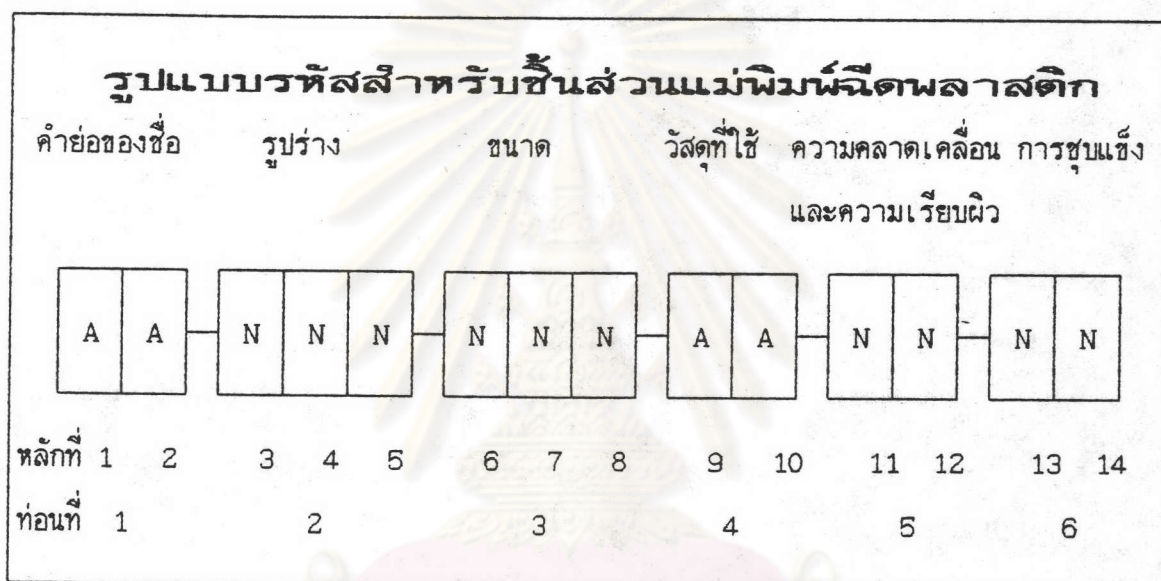 รูปแบบรหัสสำหรับชิ้นส่วนแม่พิมพ์ฉีดพลาสติก
คำย่อของชื่อ รูปร่าง ขนาด วัสดุที่ใช้ ความคลาดเคลื่อน การชุบแข็ง
และความเรียบผิว
A A N N N N N N A A N N N N
หลักที่ 1 2 3 4 5 6 7 8 9 10 11 12 13 14
ท่อนที่ 1 2 3 4 5 6